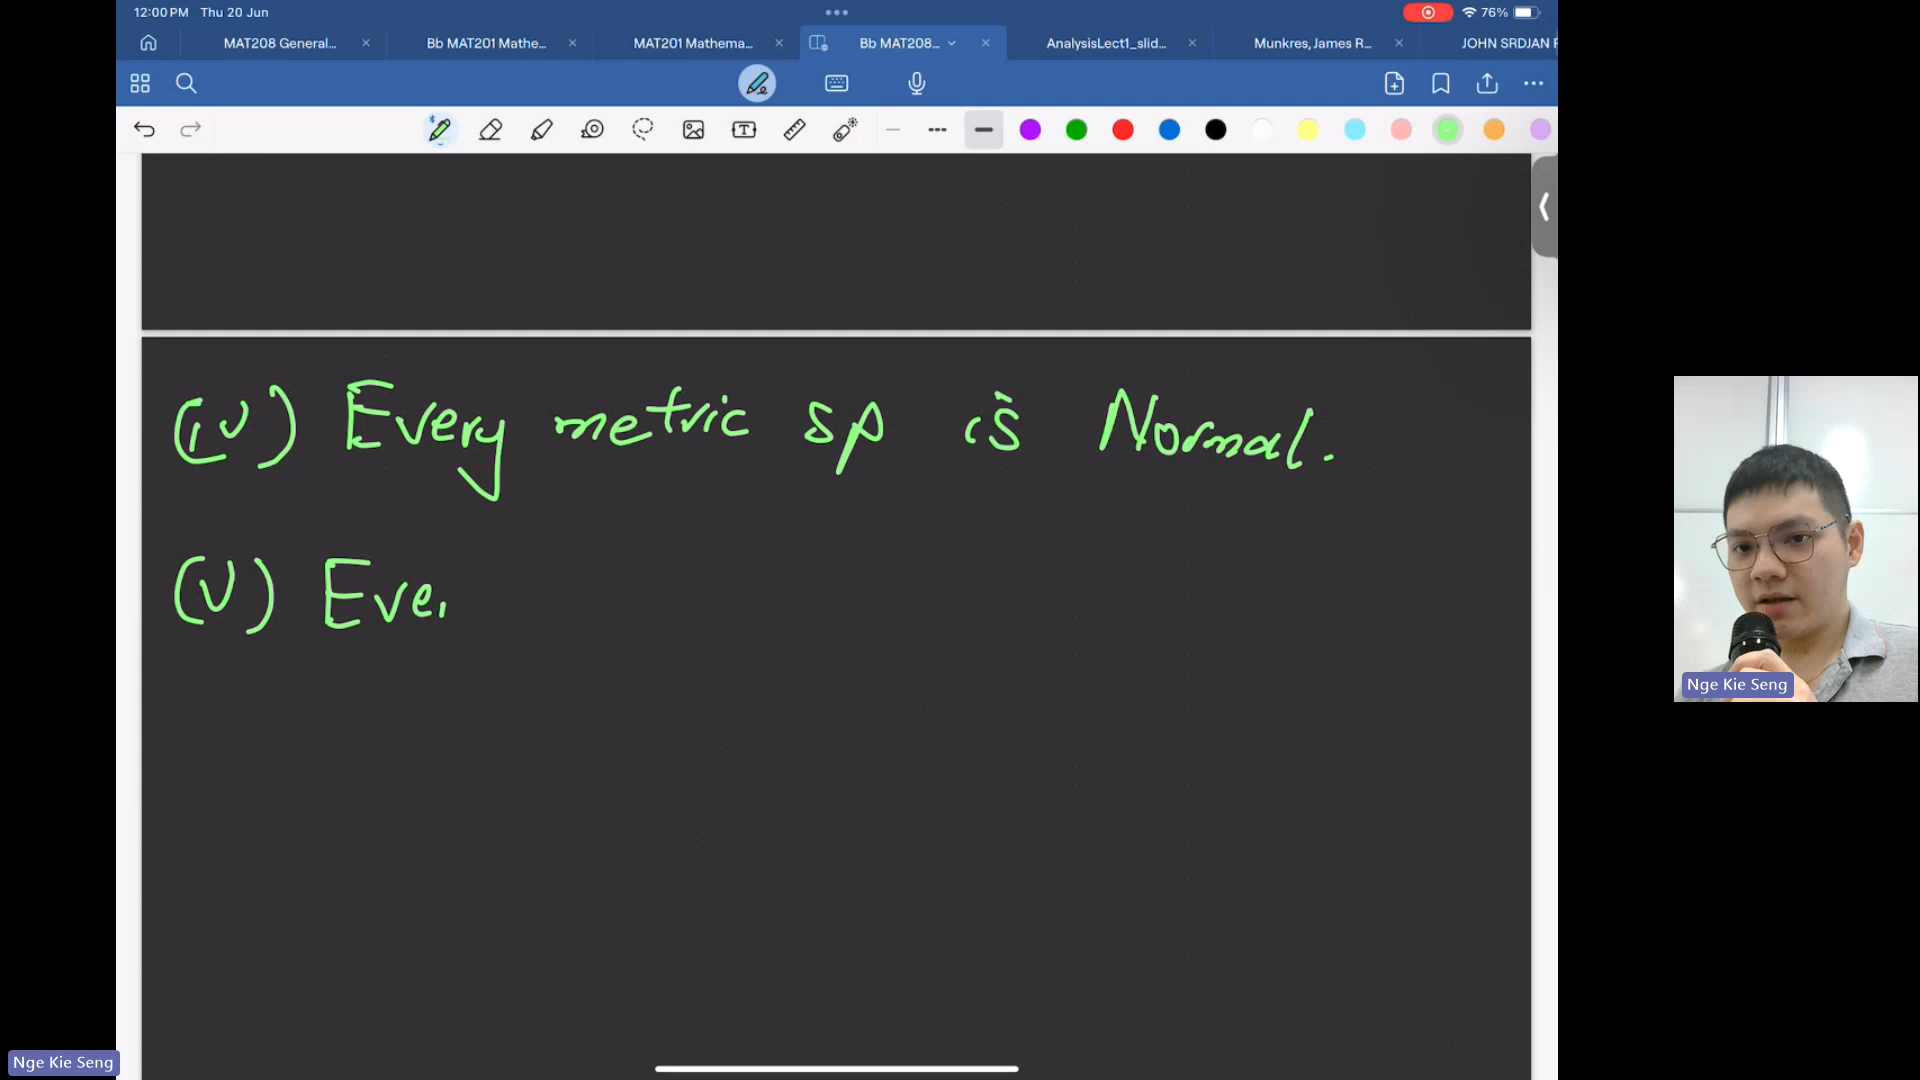 12:00 PM Thu 20 Jun
76%
MAT208 General...
Bb MAT201 Mathe...
MAT201 Mathema...
Bb MAT208...
AnalysisLect1_slid...
Munkres, James R...
JOHN SRDJAN P
(iv) Every metric sp is Normal.
(v) Ever
Nge Kie Seng
Nge Kie Seng